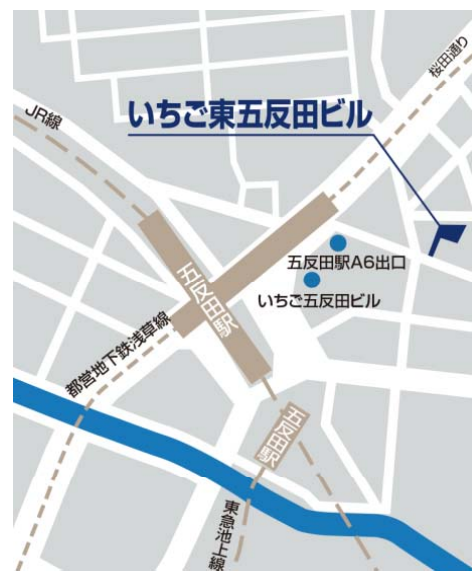 桜田通り
JR線
いちご東五反田ビル
五反田駅A6出口
いちご五反田ビル
五反田駅
都営地下鉄浅草線
五反田駅
東急池上線